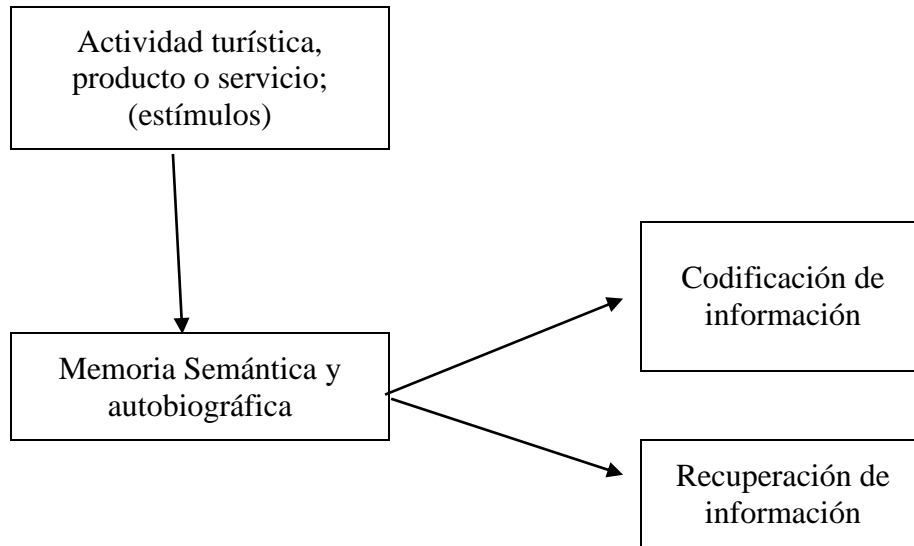 Actividad turística,
producto o servicio;
(estímulos)
Memoria Semántica y
autobiográfica
Codificación de
información
Recuperación de
información